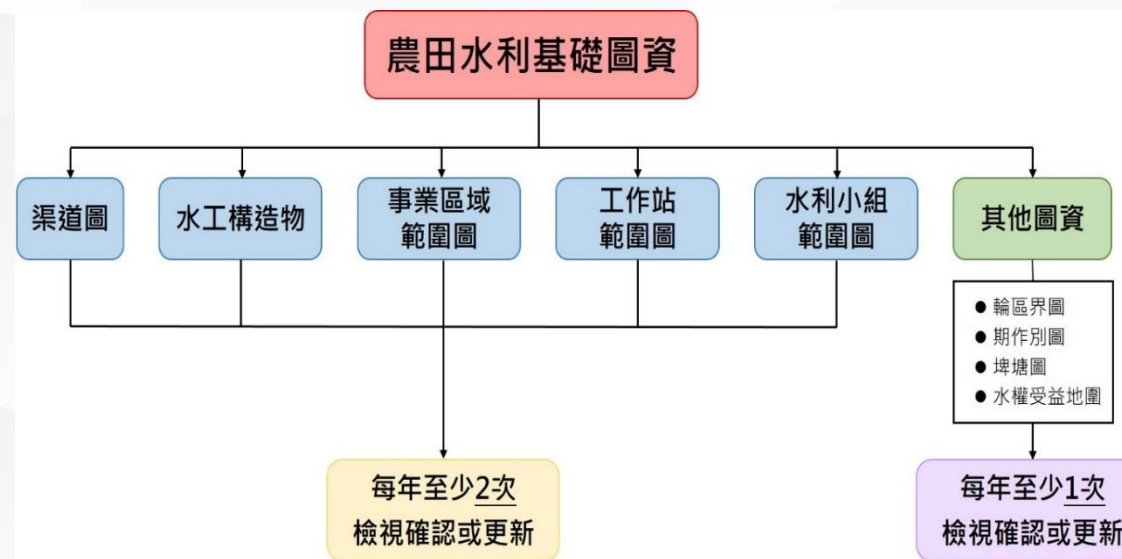 農田水利基礎圖資
渠道圖
水工構造物
事業區域
範圍圖
工作站
範圍圖
水利小組
範圍圖
其他圖資
● 輪區界圖
● 期作別圖
● 埤塘圖
● 水權受益地圍
每年至少2次
檢視確認或更新
每年至少1次
檢視確認或更新